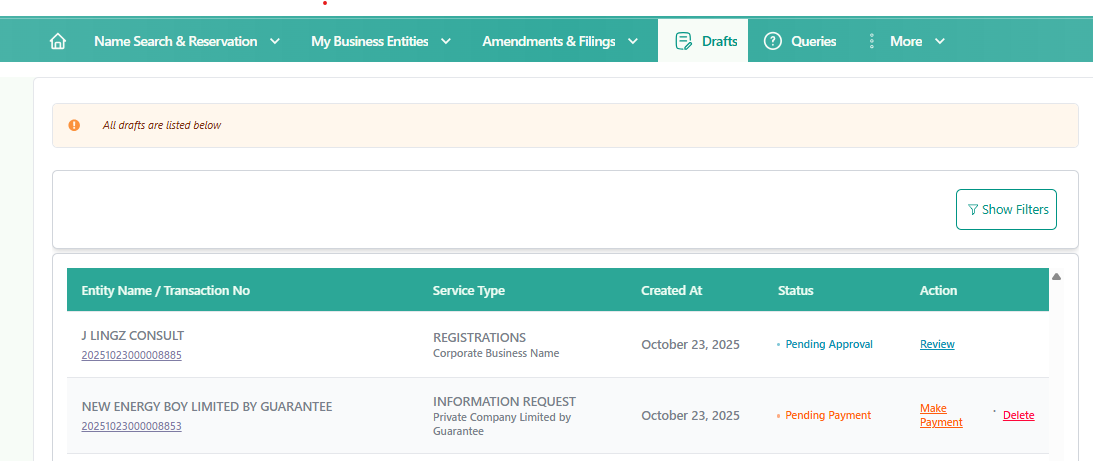 Name Search & Reservation My Business Entities Amendments & Filings Drafts Queries More
All drafts are listed below
Show Filters
Entity Name / Transaction No Service Type Created At Status Action
J LINGZ CONSULT REGISTRATIONS October 23, 2025 Pending Approval Review
20251023000008885 Corporate Business Name
NEW ENERGY BOY LIMITED BY GUARANTEE INFORMATION REQUEST October 23, 2025 Pending Payment Make Payment Delete
20251023000008853 Private Company Limited by
Guarantee